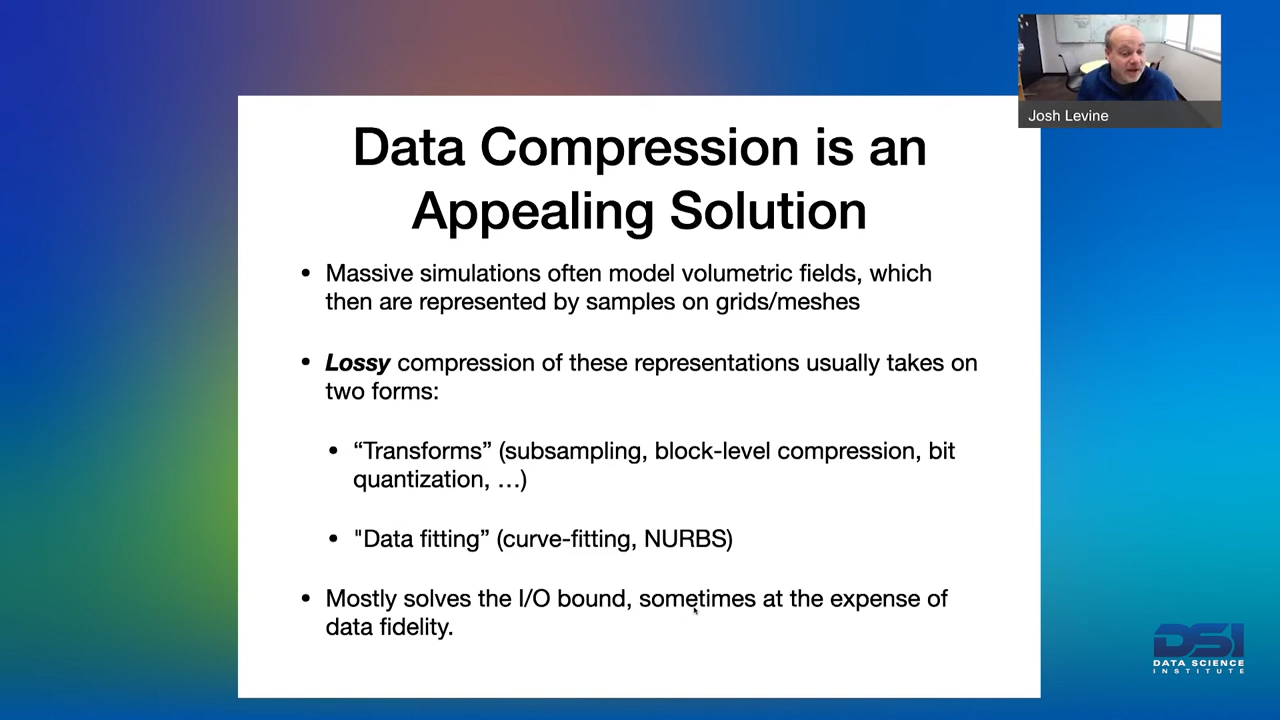 Josh Levine
Data Compression is an
Appealing Solution
• Massive simulations often model volumetric fields, which
then are represented by samples on grids/meshes
• Lossy compression of these representations usually takes on
two forms:
• “Transforms” (subsampling, block-level compression, bit
quantization, …)
• "Data fitting” (curve-fitting, NURBS)
• Mostly solves the I/O bound, sometimes at the expense of
data fidelity.
DSI
DATA SCIENCE
INSTITUTE